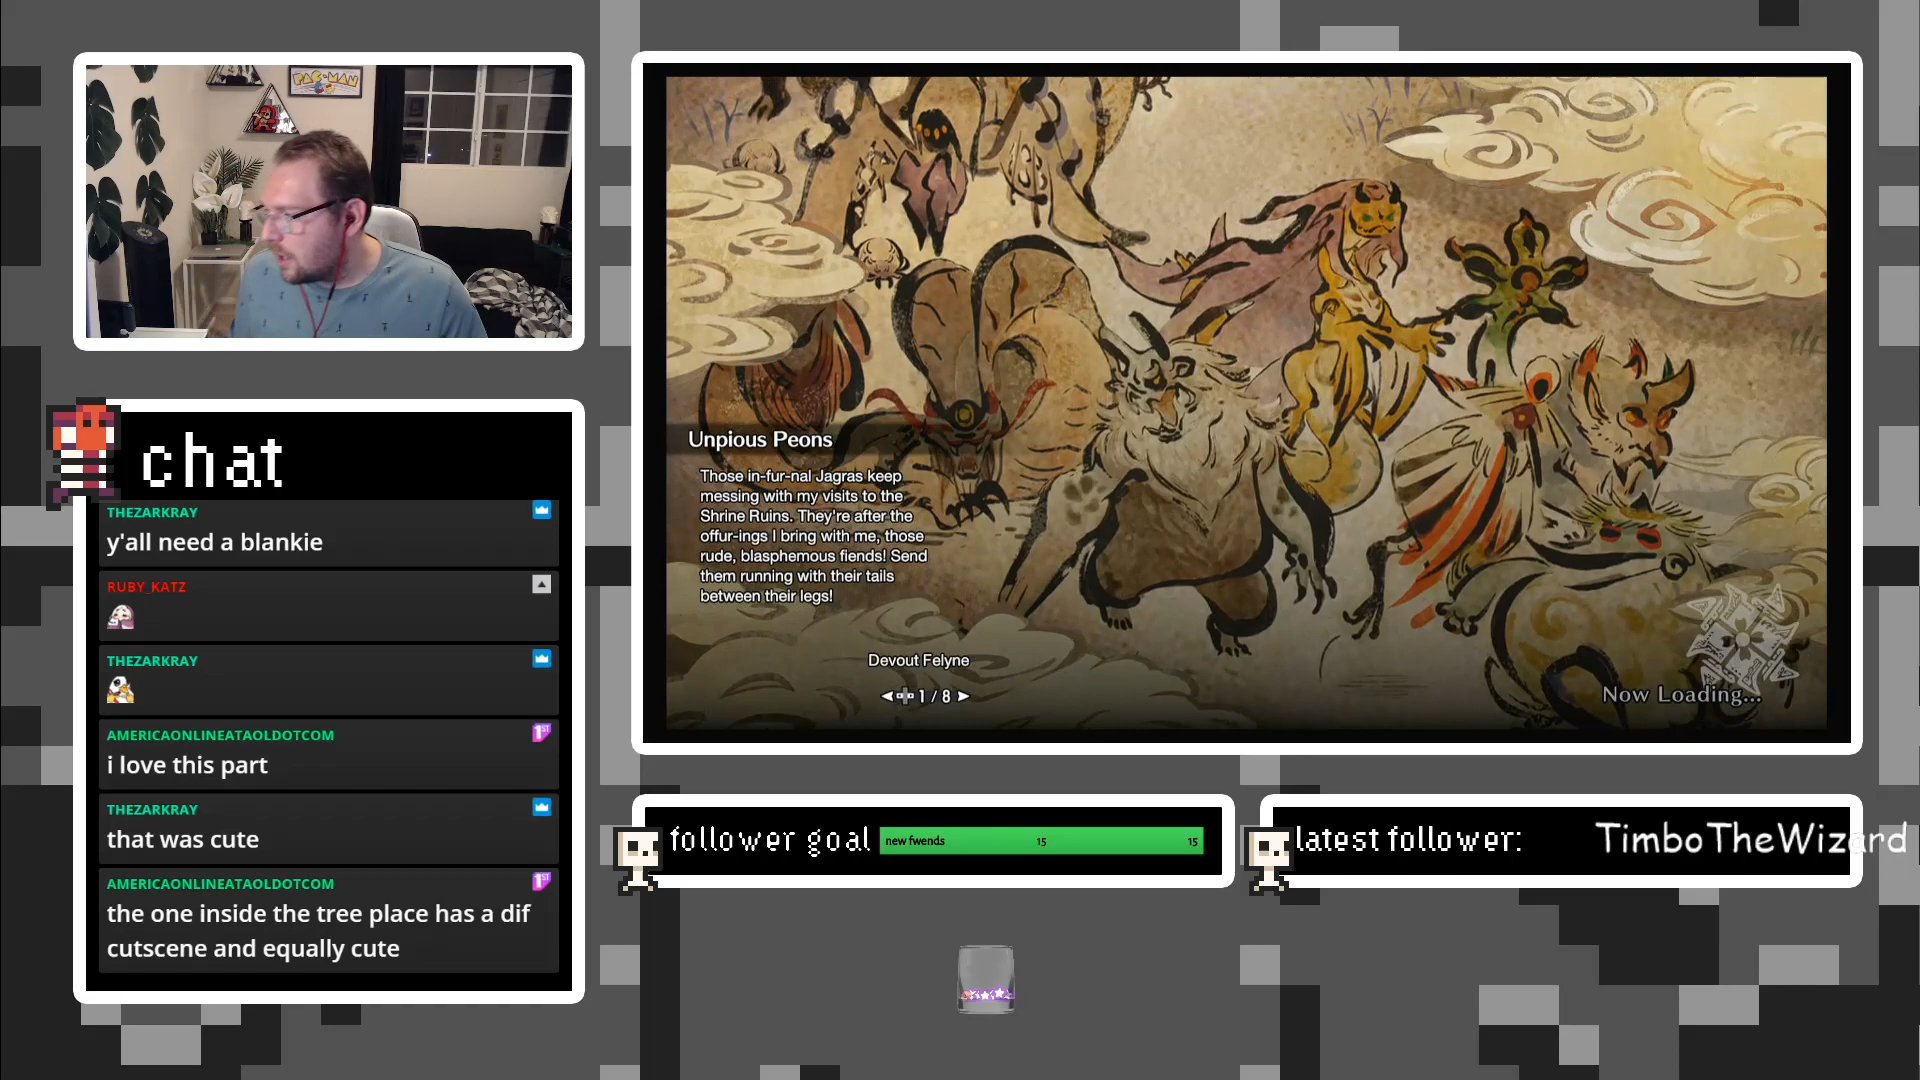 PAC-MAN
chat
THEZARKRAY
y'all need a blankie
RUBY_KATZ
THEZARKRAY
AMERICAONLINEATAOLDOTCOM
1ST
i love this part
THEZARKRAY
that was cute
AMERICAONLINEATAOLDOTCOM
1ST
the one inside the tree place has a dif
cutscene and equally cute
Unpious Peons
Those in-fur-nal Jagras keep
messing with my visits to the
Shrine Ruins. They're after the
offur-ings I bring with me, those
rude, blasphemous fiends! Send
them running with their tails
between their legs!
Devout Felyne
1 / 8
Now Loading...
follower goal
new fwends 15 15
latest follower: TimboTheWizard